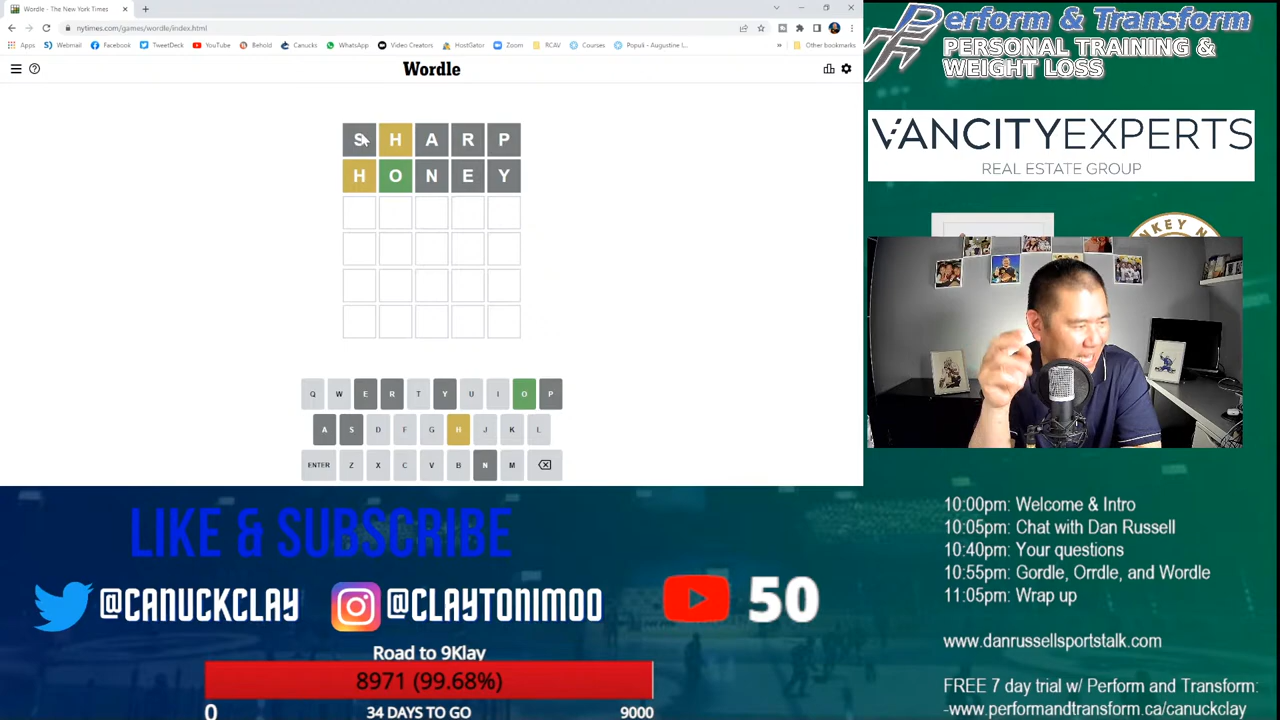 Wordle - The New York Times
nytimes.com/games/wordle/index.html
Apps Webmail Facebook TweetDeck YouTube Behold Canucks WhatsApp Video Creators HostGator Zoom RCAV Courses Populi - Augustine I... » Other bookmarks
Wordle
S H A R P
H O N E Y
Q W E R T Y U I O P
A S D F G H J K L
ENTER Z X C V B N M
Perform & Transform
PERSONAL TRAINING &
WEIGHT LOSS
VANCITYEXPERTS
REAL ESTATE GROUP
LIKE & SUBSCRIBE
@CANUCKCLAY @CLAYTONIMOO 50
Road to 9Klay
8971 (99.68%)
0 34 DAYS TO GO 9000
10:00pm: Welcome & Intro
10:05pm: Chat with Dan Russell
10:40pm: Your questions
10:55pm: Gordle, Orrdle, and Wordle
11:05pm: Wrap up
www.danrussellsportstalk.com
FREE 7 day trial w/ Perform and Transform:
-www.performandtransform.ca/canuckclay